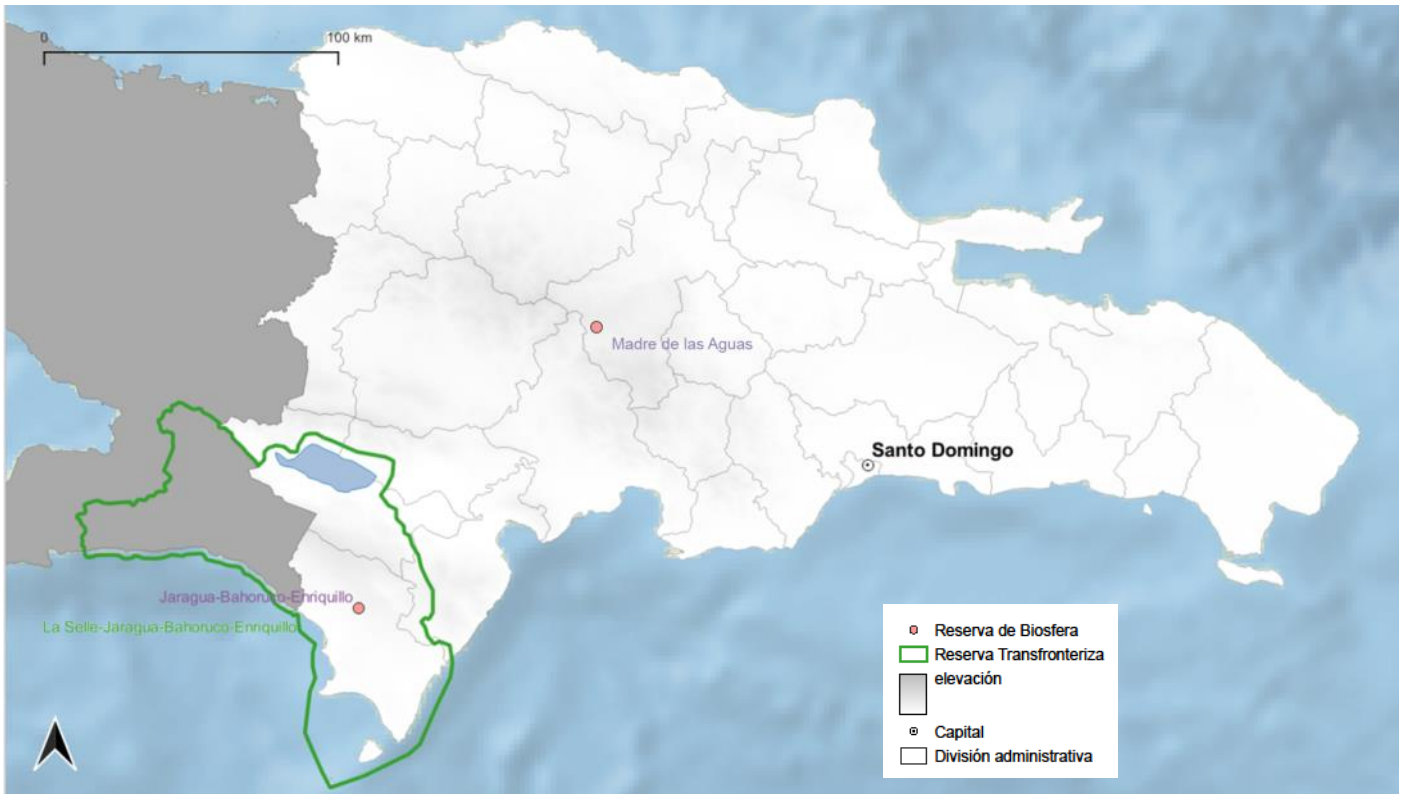 0
100 km
Madre de las Aguas
Santo Domingo
Jaragua-Bahoruco-Enriquillo
La Selle-Jaragua-Bahoruco-Enriquillo
Reserva de Biosfera
Reserva Transfronteriza
elevación
Capital
División administrativa